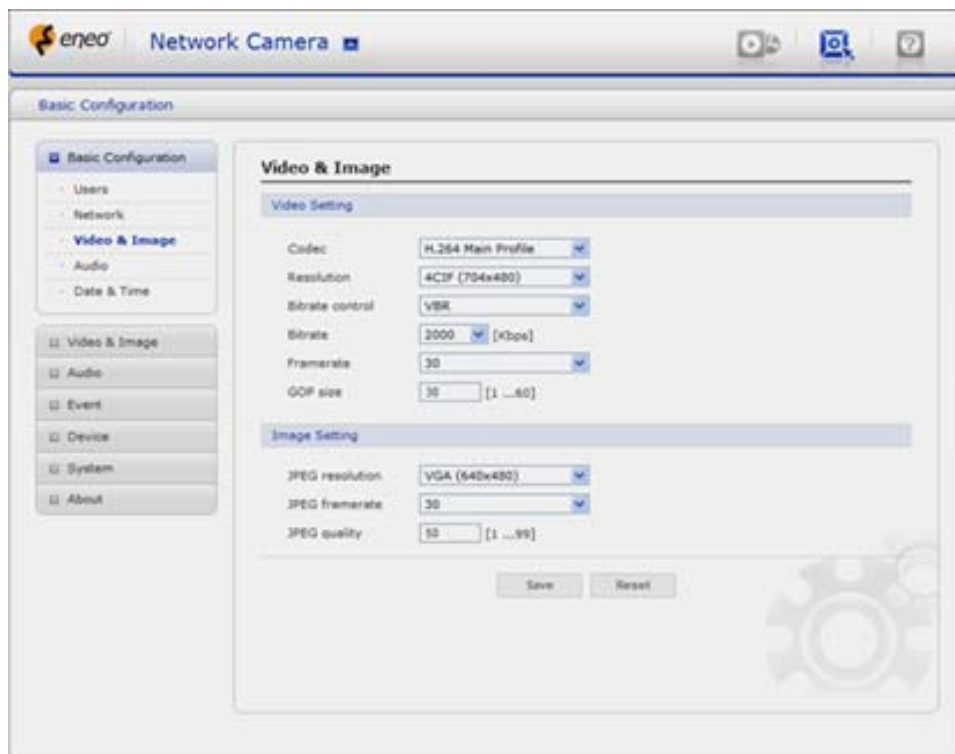 eneo Network Camera
Basic Configuration
Basic Configuration
Users
Network
Video & Image
Audio
Date & Time
Video & Image
Audio
Event
Device
System
About
Video & Image
Video Setting
Codec H.264 Main Profile
Resolution 4CIF (704x480)
Bitrate control VBR
Bitrate 2000 [Kbps]
Framerate 30
GOP size 30 [1 ...60]
Image Setting
JPEG resolution VGA (640x480)
JPEG framerate 30
JPEG quality 50 [1 ...99]
Save Reset